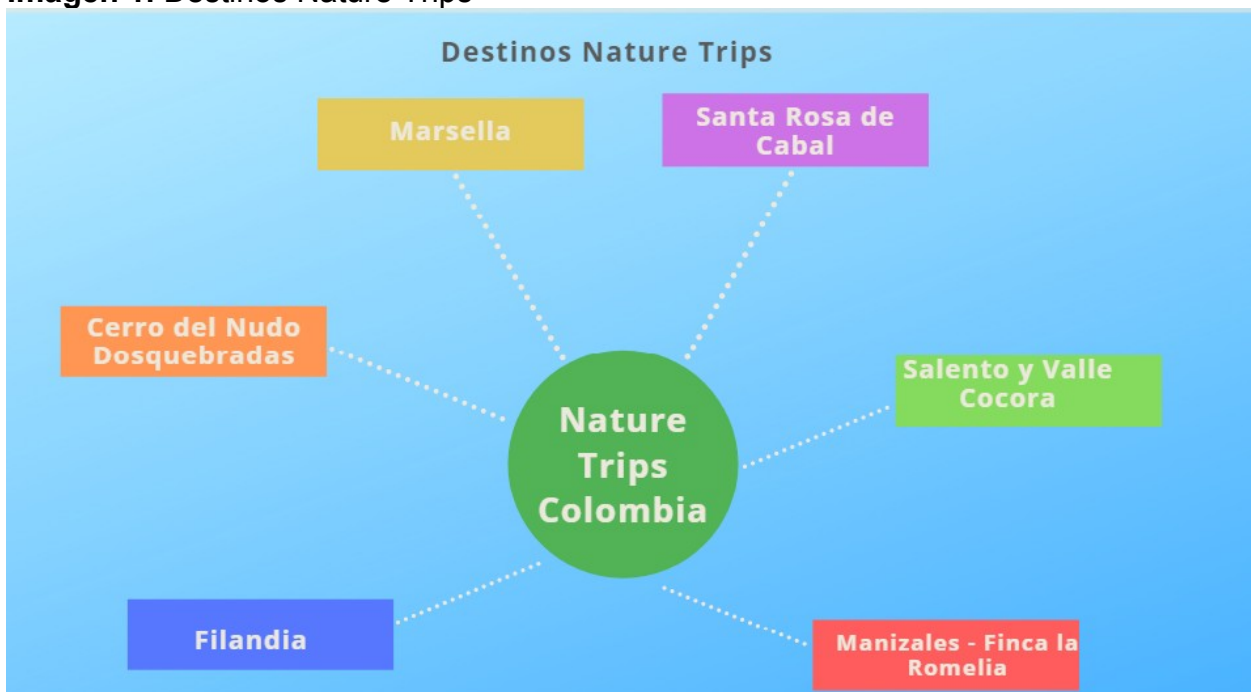 Imagen 1. Destinos Nature Trips
Destinos Nature Trips
Marsella
Santa Rosa de
Cabal
Cerro del Nudo
Dosquebradas
Salento y Valle
Cocora
Nature
Trips
Colombia
Filandia
Manizales - Finca la
Romelia